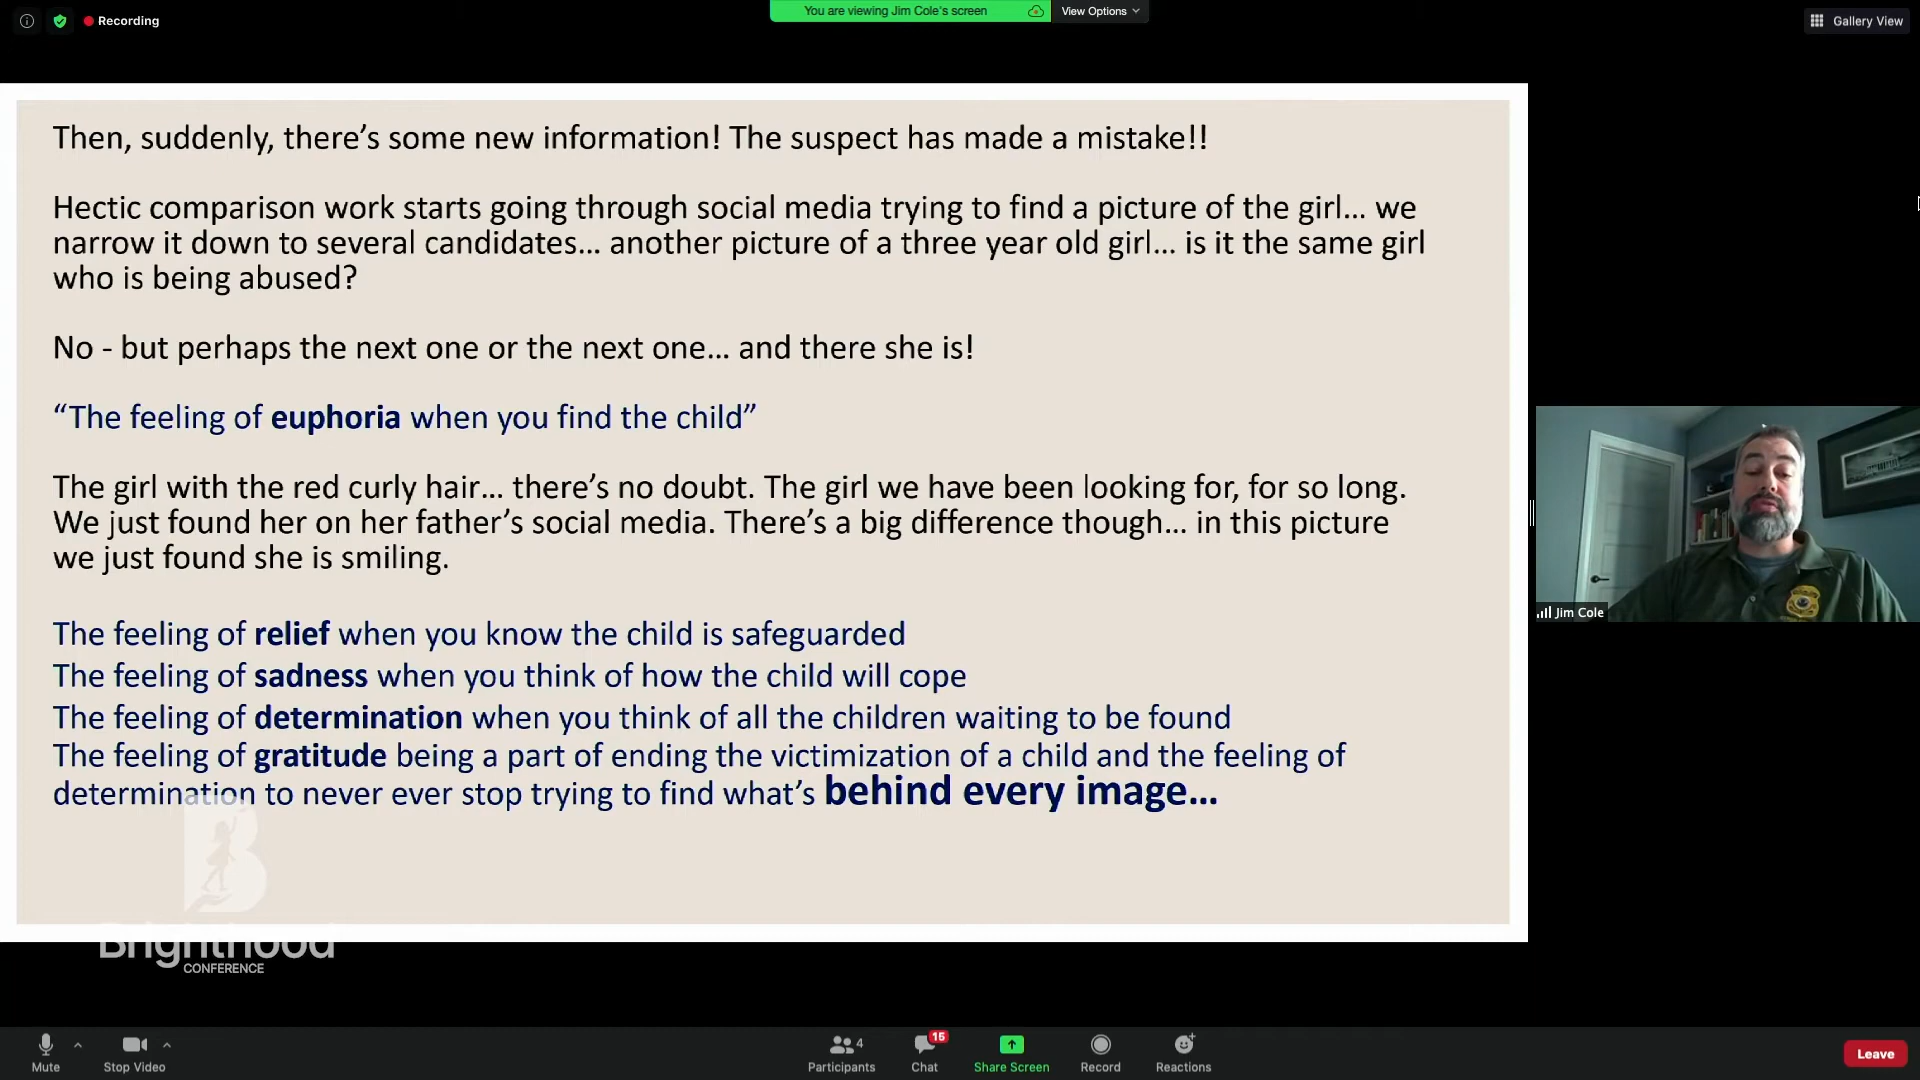 Recording
You are viewing Jim Cole's screen
View Options
Gallery View
Then, suddenly, there's some new information! The suspect has made a mistake!!
Hectic comparison work starts going through social media trying to find a picture of the girl... we
narrow it down to several candidates... another picture of a three year old girl... is it the same girl
who is being abused?
No - but perhaps the next one or the next one... and there she is!
“The feeling of euphoria when you find the child”
The girl with the red curly hair... there's no doubt. The girl we have been looking for, for so long.
We just found her on her father's social media. There's a big difference though... in this picture
we just found she is smiling.
The feeling of relief when you know the child is safeguarded
The feeling of sadness when you think of how the child will cope
The feeling of determination when you think of all the children waiting to be found
The feeling of gratitude being a part of ending the victimization of a child and the feeling of
determination to never ever stop trying to find what's behind every image...
Jim Cole
B
Brighthood
CONFERENCE
Mute
Stop Video
4
Participants
15
Chat
Share Screen
Record
Reactions
Leave